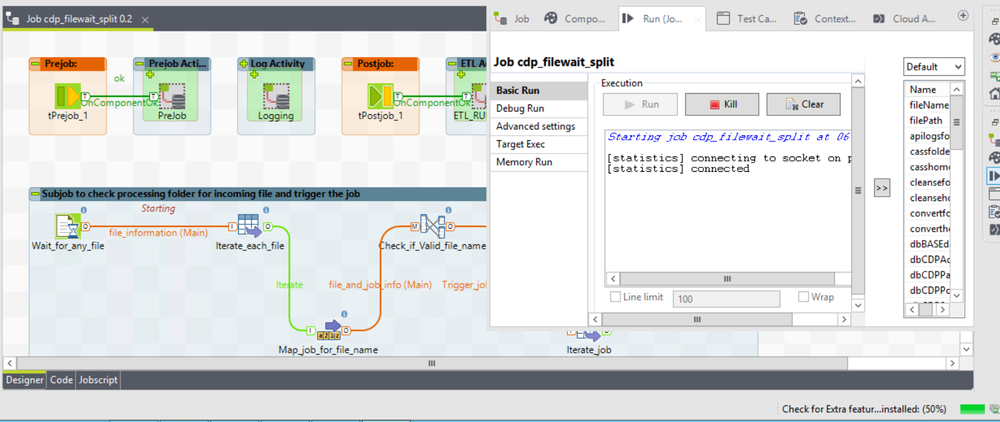 Job cdp_filewait_split 0.2
Job
Compo...
Run (Jo...
Test Ca...
Context...
Cloud A...
Prejob:
Prejob Acti...
Log Activity
Postjob:
ETL A
ok
T
OnComponentOk
T
T
OnComponentOk
T
tPrejob_1
PreJob
Logging
tPostjob_1
ETL_RU
Subjob to check processing folder for incoming file and trigger the job
Starting
O
file_information (Main)
I
O
M
O
Wait_for_any_file
Iterate_each_file
Check_if_Valid_file_name
Iterate
file_and_job_info (Main)
Trigger_jo
I
a23z
O
Map_job_for_file_name
Iterate_job
Job cdp_filewait_split
Basic Run
Debug Run
Advanced settings
Target Exec
Memory Run
Execution
Run
Kill
Clear
Starting job cdp_filewait_split at 06
[statistics] connecting to socket on p
[statistics] connected
Line limit
100
Wrap
>>
Default
Name
fileName
filePath
apilogsfo
cassfolde
casshom
cleansefo
cleanseh
convertfc
converth
dbBASEd
dbCDPAc
dbCDPPa
dbCDPPc
Designer
Code
Jobscript
Check for Extra featur...installed: (50%)